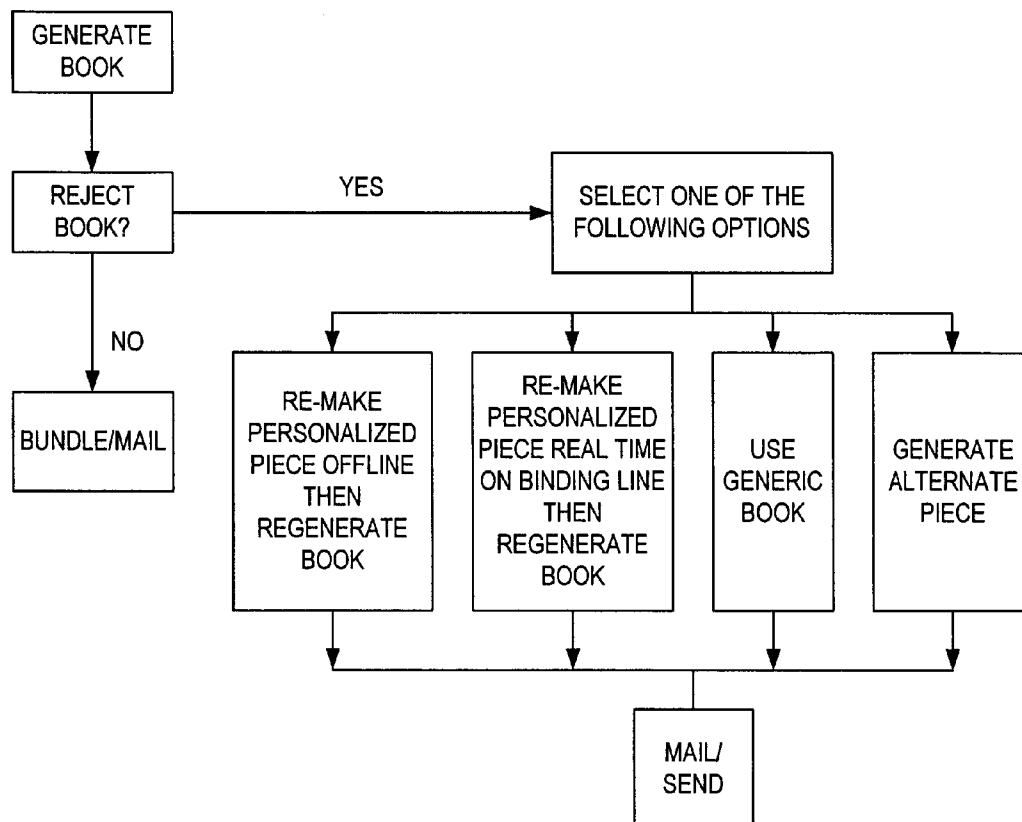 GENERATE
BOOK
REJECT
BOOK?
YES
SELECT ONE OF THE
FOLLOWING OPTIONS
NO
BUNDLE/MAIL
RE-MAKE
PERSONALIZED
PIECE OFFLINE
THEN
REGENERATE
BOOK
RE-MAKE
PERSONALIZED
PIECE REAL TIME
ON BINDING LINE
THEN
REGENERATE
BOOK
USE
GENERIC
BOOK
GENERATE
ALTERNATE
PIECE
MAIL/
SEND